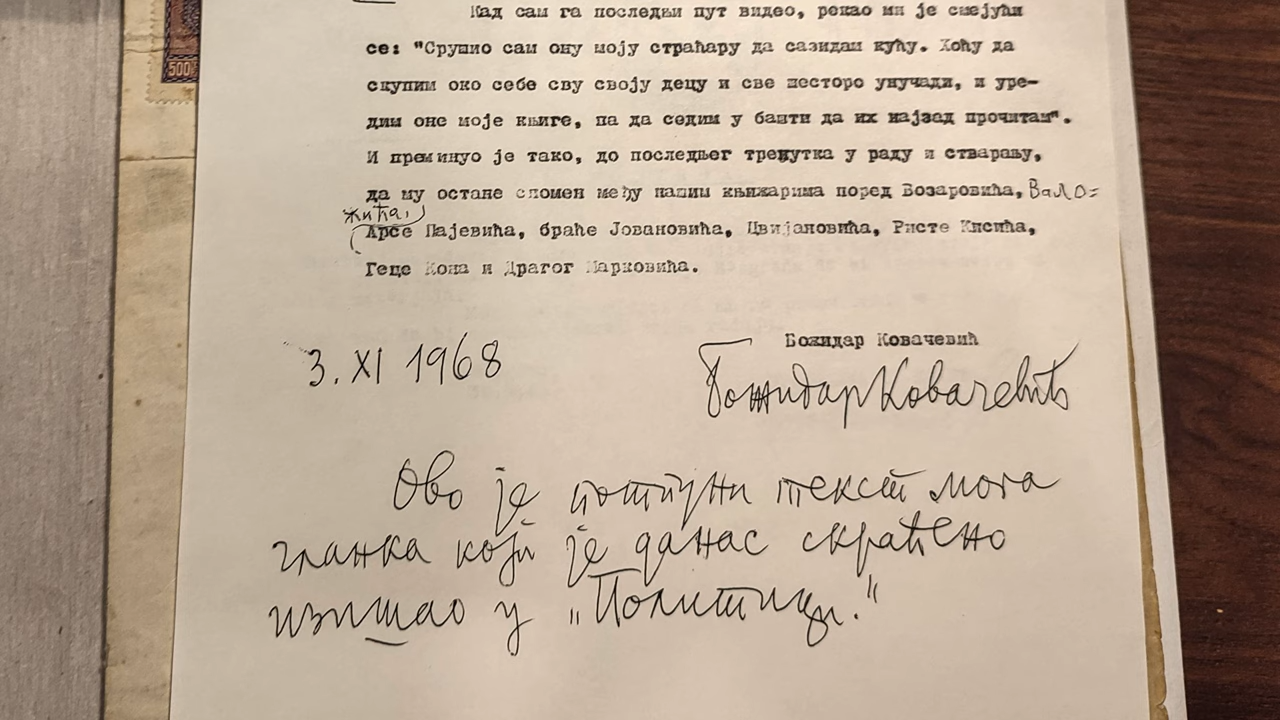 500
Кад сам га последњи пут видео, рекао ми је смејући
се: "Срушио сам ону моју страћару да сазидам кућу. Хоћу да
скупим око себе сву своју децу и све шесторо унучади, и уре-
дим оне моје књиге, па да седим у башти да их најзад прочитам".
И преминуо је тако, до последњег тренутка у раду и стварању,
да му остане спомен међу нашим књижарима поред Возаровића, Вало=
жића,
Арсе Пајевића, браће Јовановића, Цвијановића, Ристе Кисића,
Геце Кона и Драгог Марковића.
Божидар Ковачевић
3. XI 1968
Божидар Ковачевић
Ово је потпуни текст мога
чланка који је данас скраћено
изишао у „Политици."